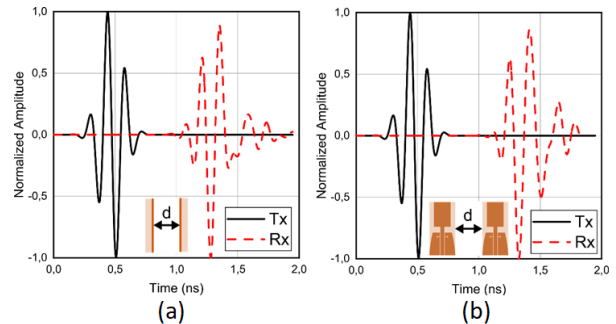 1,0
0,5
0,0
-0,5
-1,0
Normalized Amplitude
d
Tx
Rx
0,0 0,5 1,0 1,5 2,0
Time (ns)
(a)
1,0
0,5
0,0
-0,5
-1,0
Normalized Amplitude
d
Tx
Rx
0,0 0,5 1,0 1,5 2,0
Time (ns)
(b)